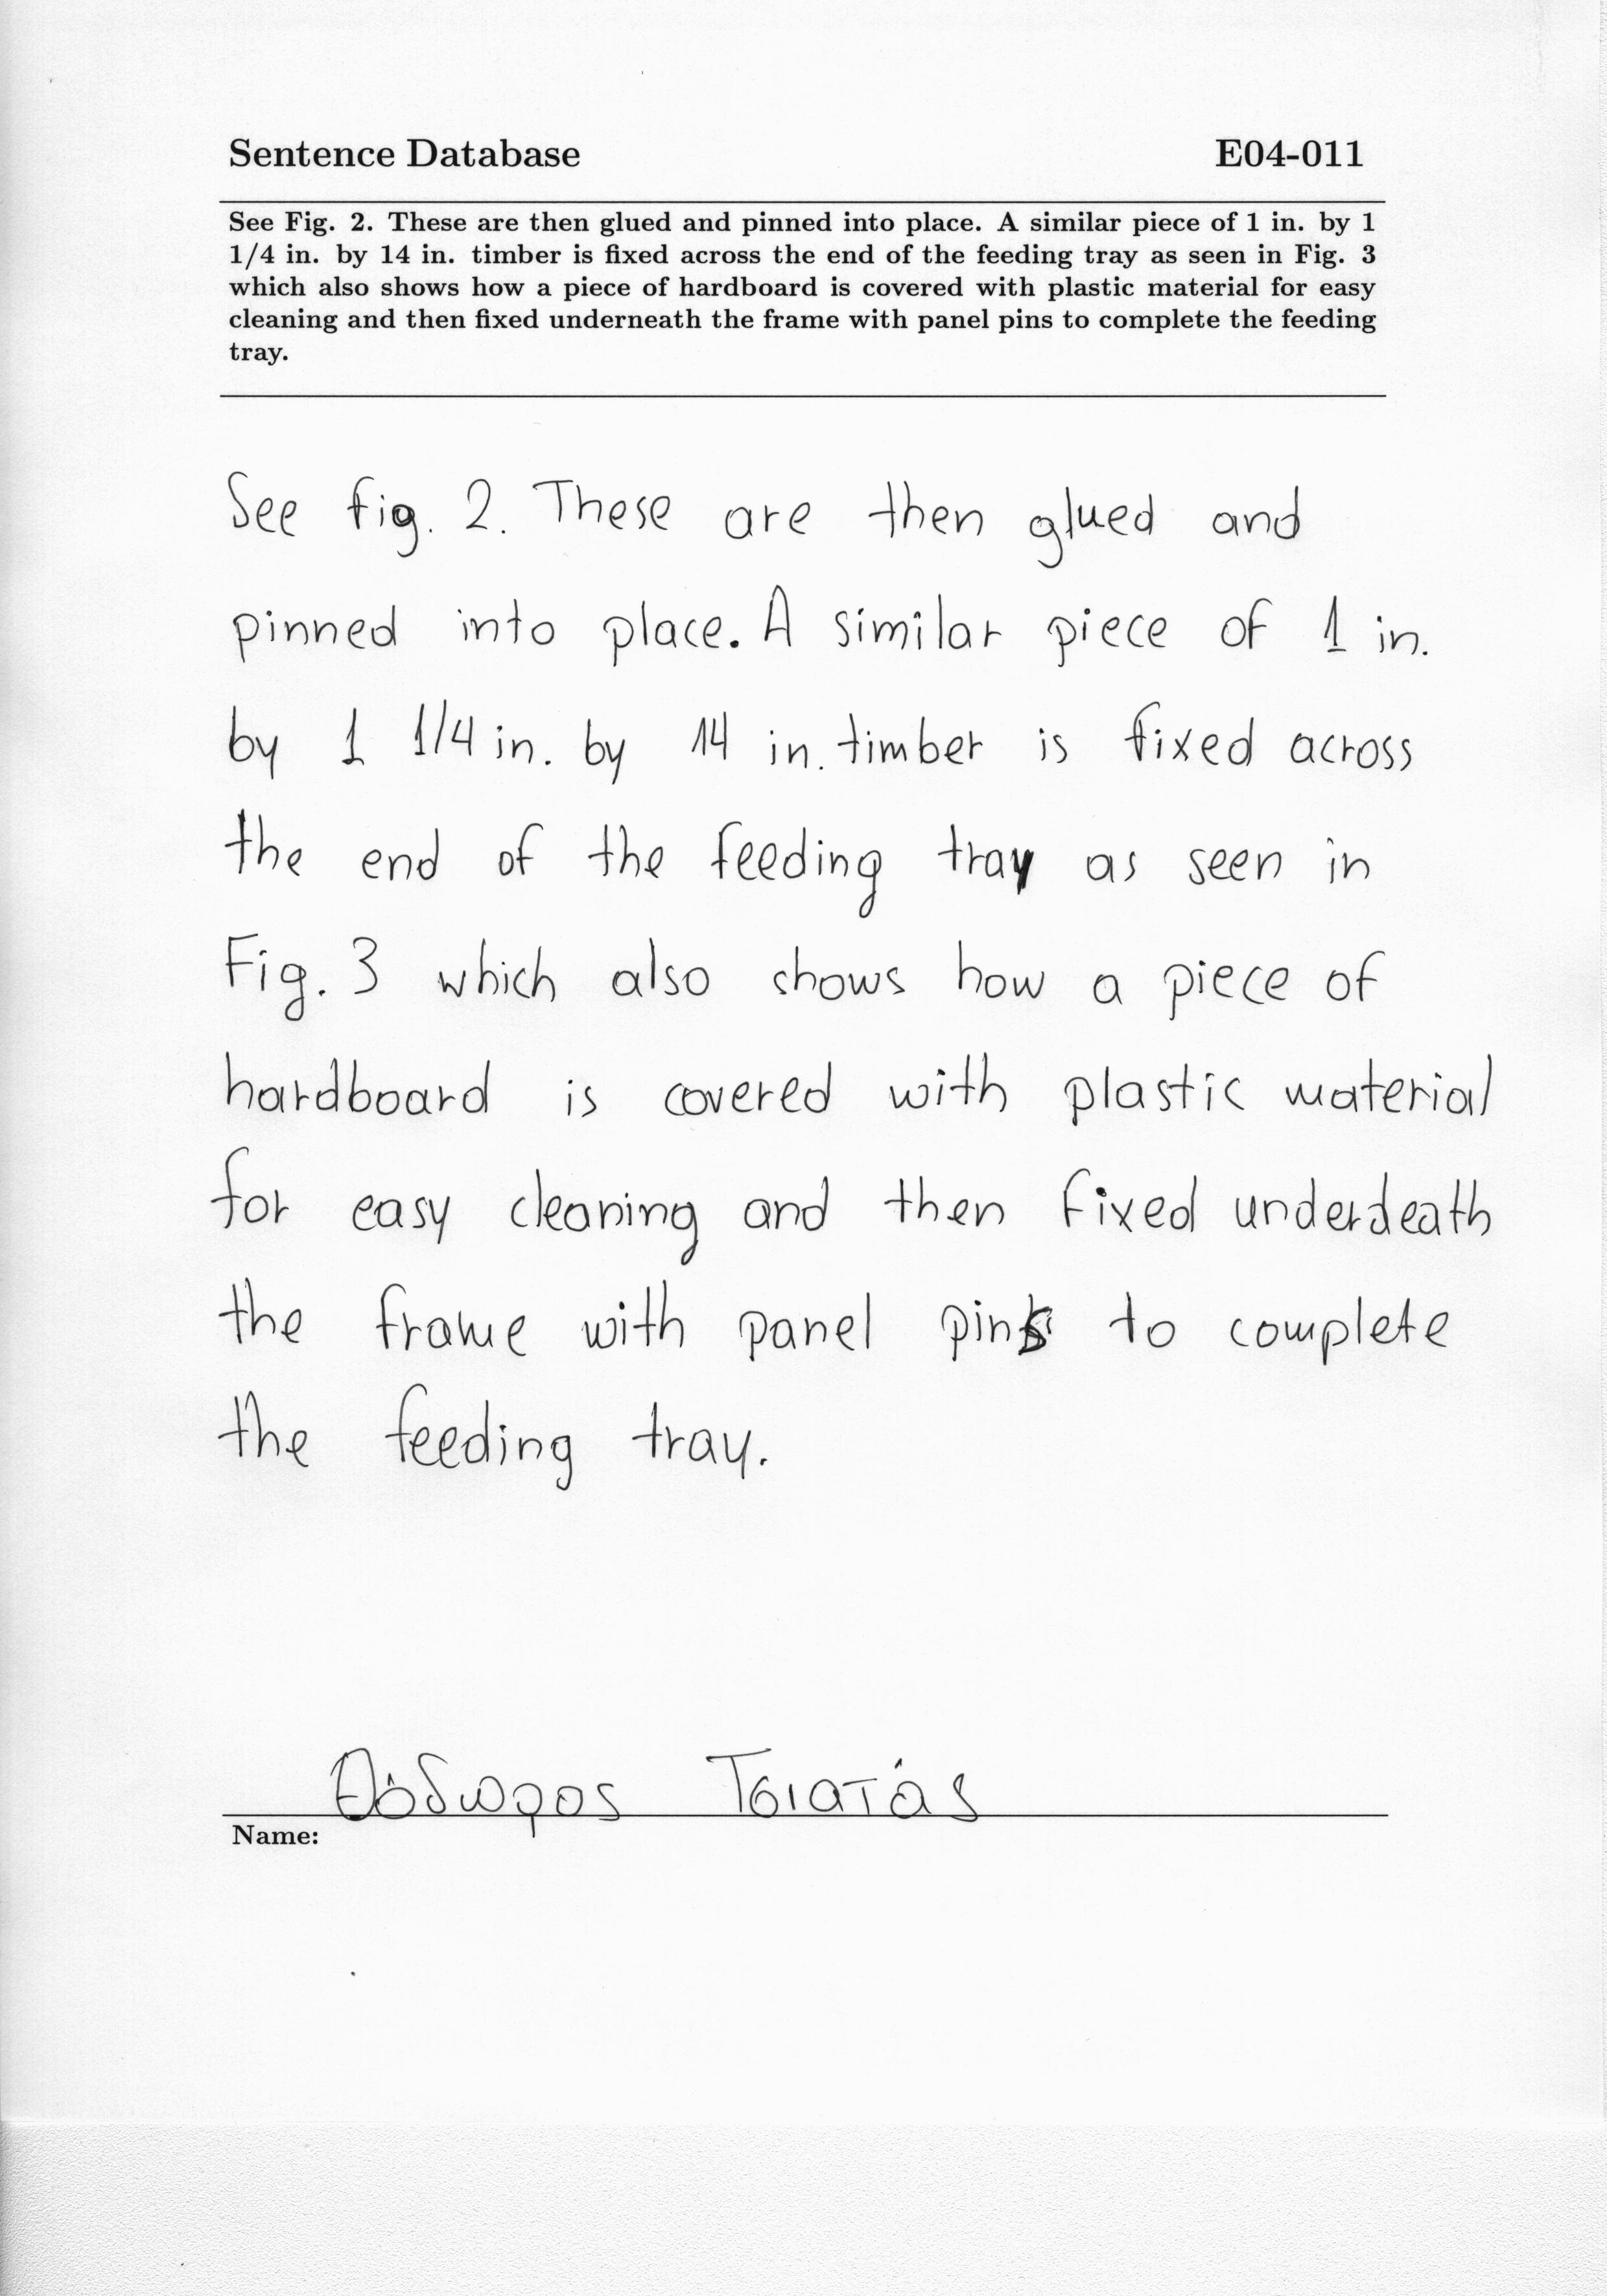 Sentence Database E04-011
See Fig. 2. These are then glued and pinned into place. A similar piece of 1 in. by 1
1/4 in. by 14 in. timber is fixed across the end of the feeding tray as seen in Fig. 3
which also shows how a piece of hardboard is covered with plastic material for easy
cleaning and then fixed underneath the frame with panel pins to complete the feeding
tray.
See fig. 2. These are then glued and
pinned into place. A similar piece of 1 in.
by 1 1/4 in. by 14 in. timber is fixed across
the end of the feeding tray as seen in
Fig. 3 which also shows how a piece of
hardboard is covered with plastic material
for easy cleaning and then fixed underdeath
the frame with panel pins to complete
the feeding tray.
Θόδωρος Τσιατάς
Name: